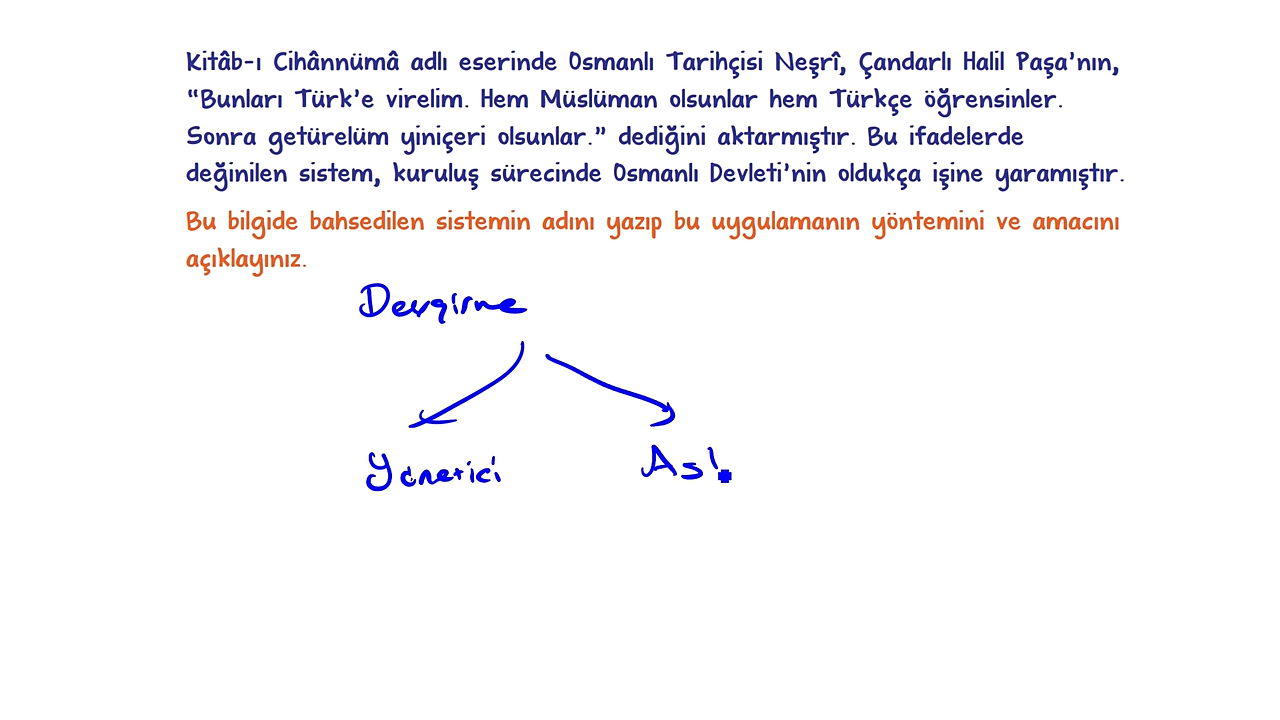 Kitâb-ı Cihânnümâ adlı eserinde Osmanlı Tarihçisi Neşrî, Çandarlı Halil Paşa'nın,
“Bunları Türk'e virelim. Hem Müslüman olsunlar hem Türkçe öğrensinler.
Sonra getürelüm yiniçeri olsunlar.” dediğini aktarmıştır. Bu ifadelerde
değinilen sistem, kuruluş sürecinde Osmanlı Devleti'nin oldukça işine yaramıştır.
Bu bilgide bahsedilen sistemin adını yazıp bu uygulamanın yöntemini ve amacını
açıklayınız.
Devşirme
Yönetici